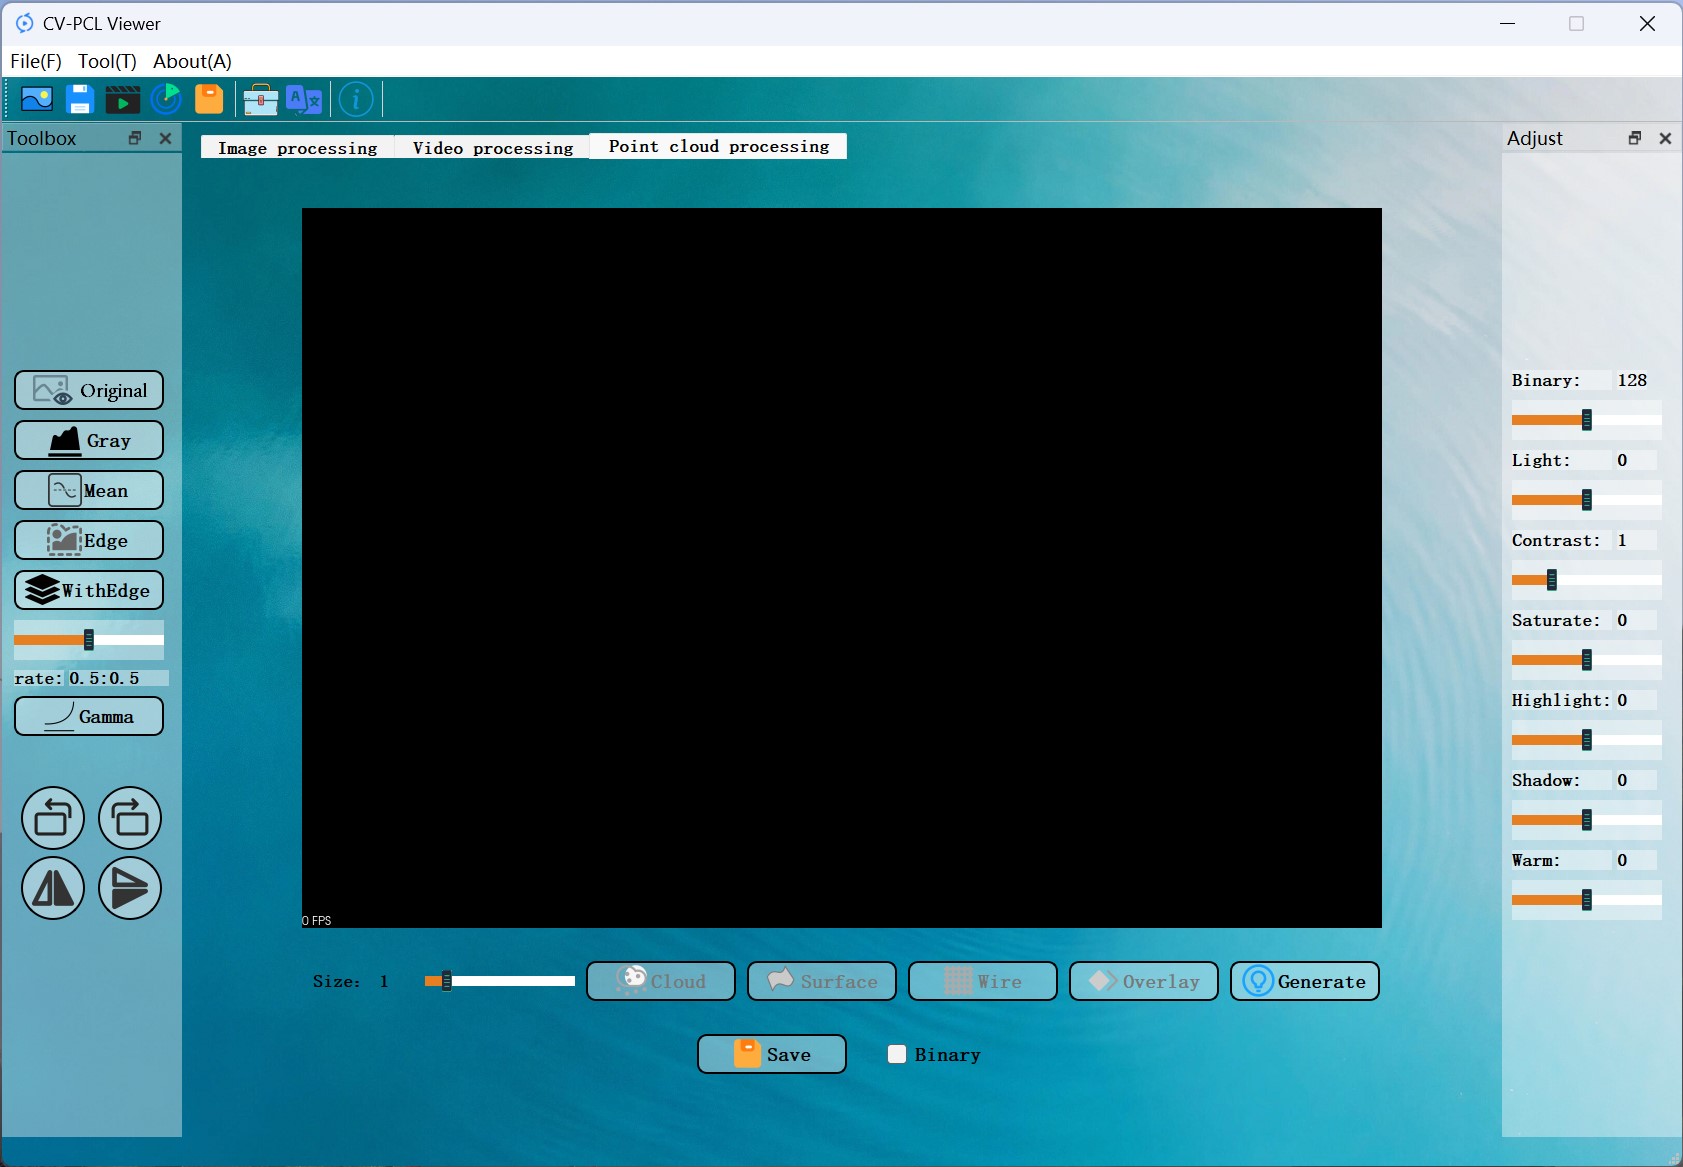 CV-PCL Viewer
File(F) Tool(T) About(A)
Toolbox
Image processing Video processing Point cloud processing
Adjust
Original
Gray
Mean
Edge
WithEdge
rate: 0.5:0.5
Gamma
0 FPS
Size: 1
Cloud Surface Wire Overlay Generate
Save Binary
Binary: 128
Light: 0
Contrast: 1
Saturate: 0
Highlight: 0
Shadow: 0
Warm: 0